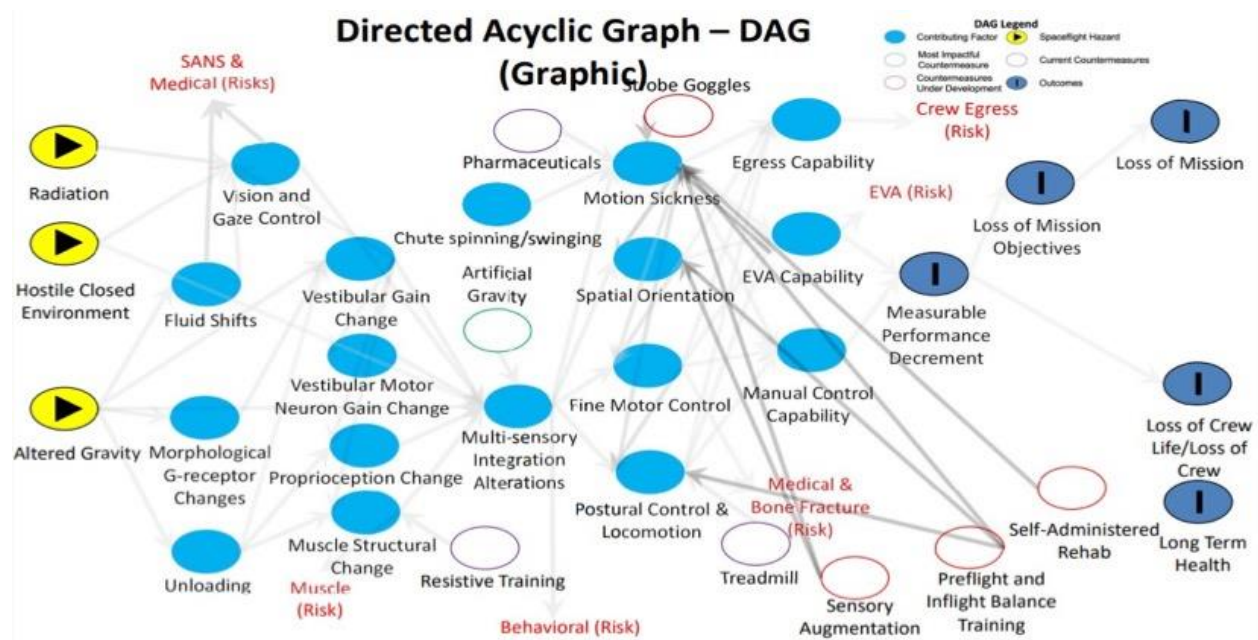 Directed Acyclic Graph – DAG
(Graphic)
DAG Legend
Contributing Factor
Spaceflight Hazard
Most Impactful
Countermeasure
Current Countermeasures
Countermeasures
Under Development
Outcomes
SANS &
Medical (Risks)
Radiation
Vision and
Gaze Control
Hostile Closed
Environment
Fluid Shifts
Altered Gravity
Morphological
G-receptor
Changes
Unloading
Vestibular Gain
Change
Vestibular Motor
Neuron Gain Change
Proprioception Change
Muscle Structural
Change
Muscle
(Risk)
Pharmaceuticals
Chute spinning/swinging
Artificial
Gravity
Multi-sensory
Integration
Alterations
Resistive Training
Behavioral (Risk)
Strobe Goggles
Motion Sickness
Spatial Orientation
Fine Motor Control
Postural Control &
Locomotion
Egress Capability
EVA Capability
Manual Control
Capability
Medical &
Bone Fracture
(Risk)
Treadmill
Sensory
Augmentation
Crew Egress
(Risk)
EVA (Risk)
Measurable
Performance
Decrement
Preflight and
Inflight Balance
Training
Self-Administered
Rehab
Loss of Mission
Objectives
Loss of Mission
Loss of Crew
Life/Loss of
Crew
Long Term
Health